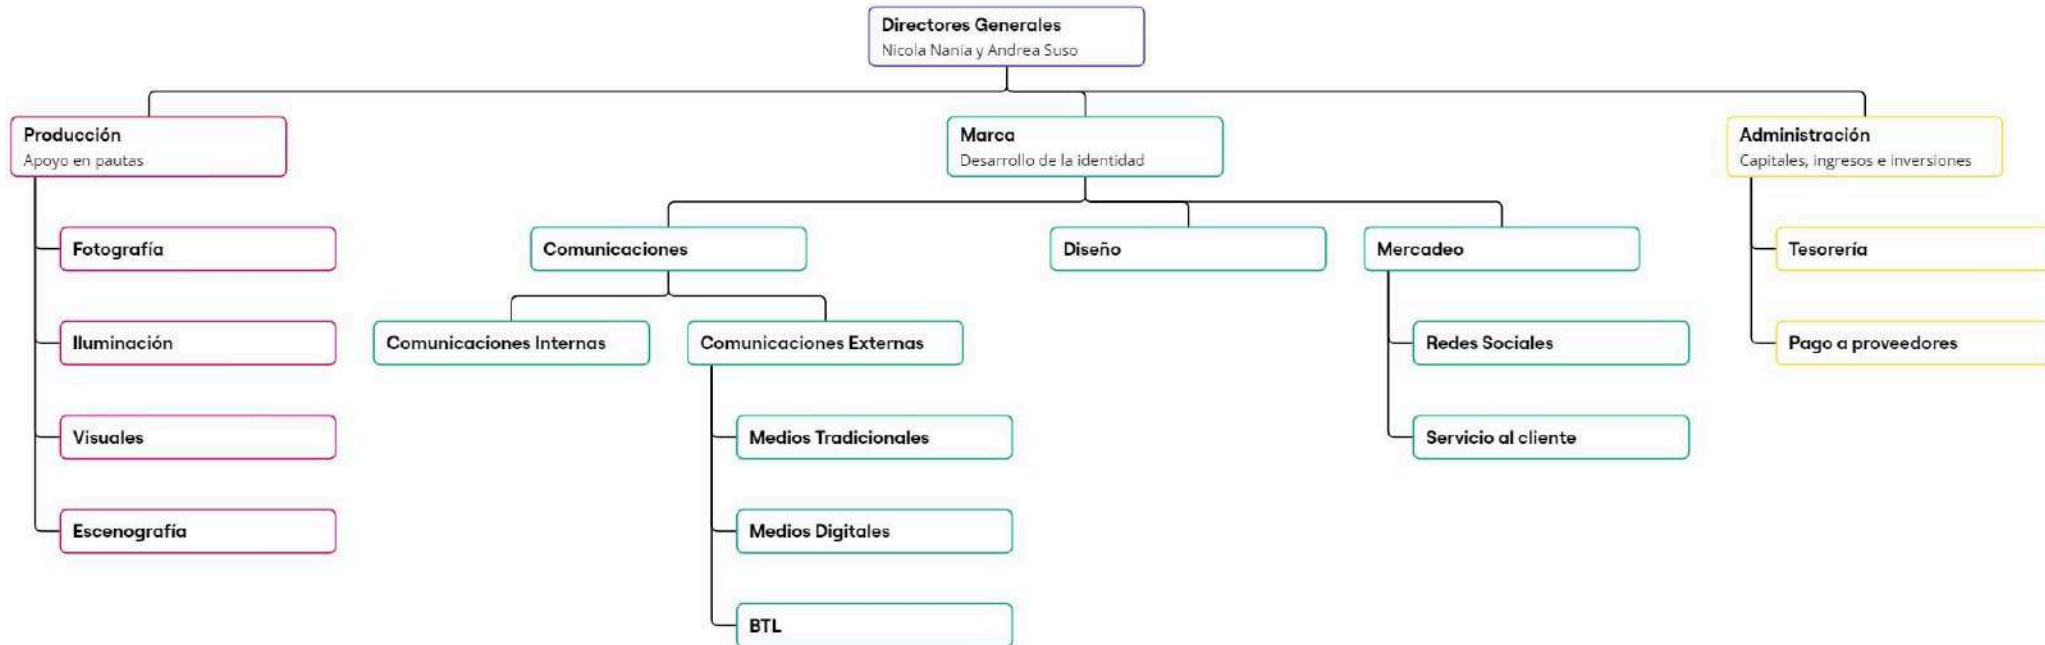 Directores Generales
Nicola Nania y Andrea Suso
Producción
Apoyo en pautas
Marca
Desarrollo de la identidad
Administración
Capitales, ingresos e inversiones
Fotografía
Comunicaciones
Diseño
Mercadeo
Tesorería
Iluminación
Comunicaciones Internas
Comunicaciones Externas
Redes Sociales
Pago a proveedores
Visuales
Medios Tradicionales
Servicio al cliente
Escenografía
Medios Digitales
BTL